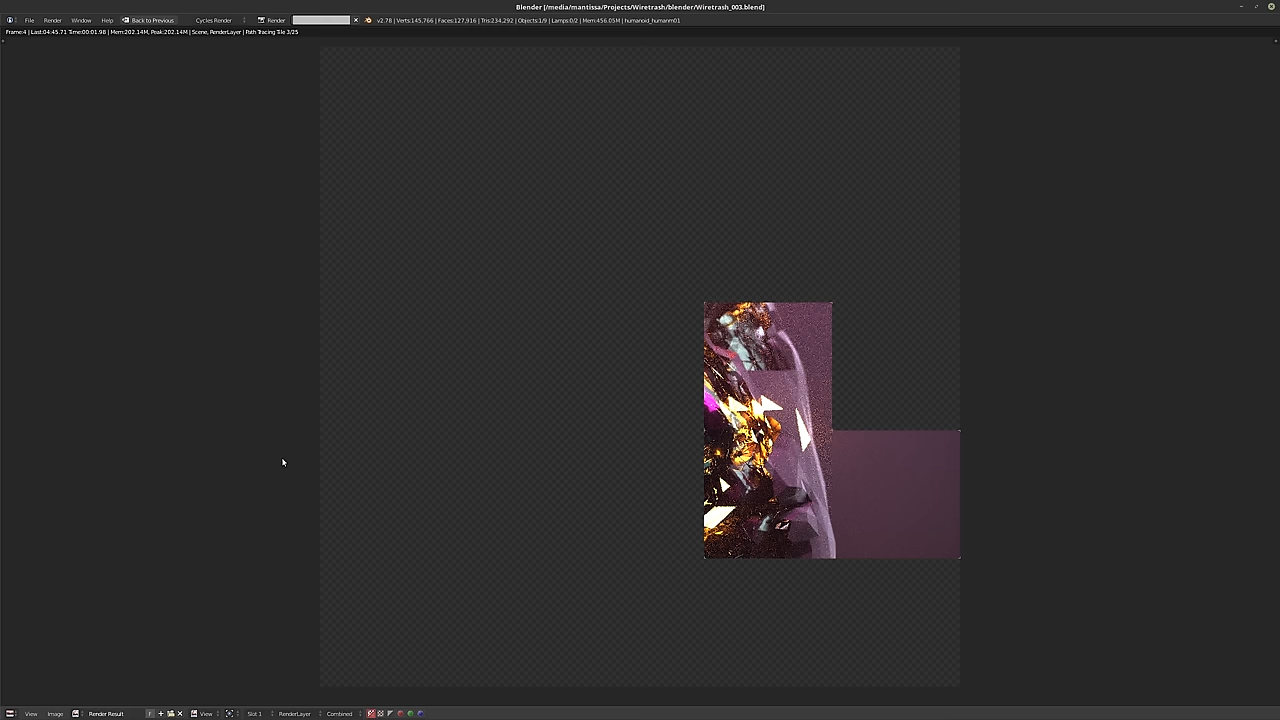 Blender [/media/mantissa/Projects/Wiretrash/blender/Wiretrash_003.blend]
File Render Window Help Back to Previous Cycles Render Render v2.78 | Verts:145,766 | Faces:127,916 | Tris:234,292 | Objects:1/9 | Lamps:0/2 | Mem:456.05M | humanoid_humanm01
Frame:4 | Last:04:45.71 Time:00:01.98 | Mem:202.14M, Peak:202.14M | Scene, RenderLayer | Path Tracing Tile 3/25
View Image Render Result F View Slot 1 RenderLayer Combined